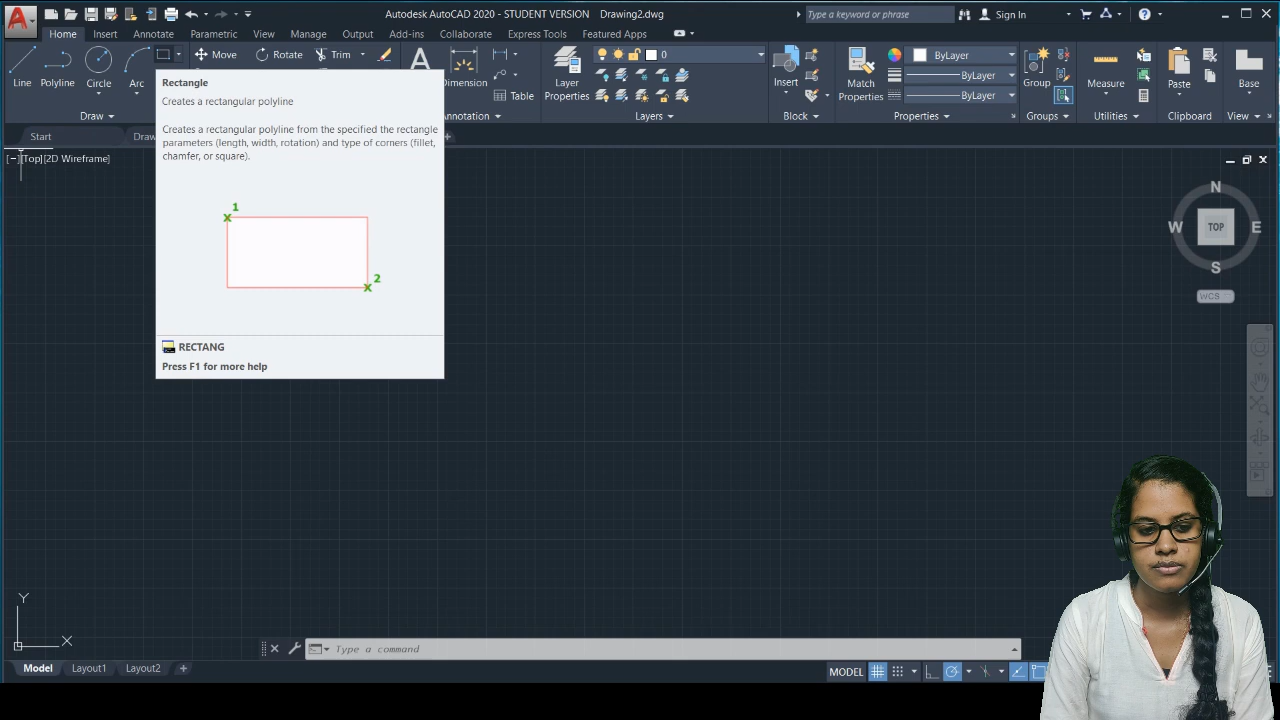 Autodesk AutoCAD 2020 - STUDENT VERSION Drawing2.dwg
Type a keyword or phrase
Sign In
Home Insert Annotate Parametric View Manage Output Add-ins Collaborate Express Tools Featured Apps
Line Polyline Circle Arc
Move Rotate Trim
Table
Layer
Properties
0
Insert
Match
Properties
ByLayer
ByLayer
ByLayer
Group
Measure
Paste
Base
Draw
Layers
Block
Properties
Groups
Utilities
Clipboard
View
Start
Rectangle
Creates a rectangular polyline
Creates a rectangular polyline from the specified the rectangle
parameters (length, width, rotation) and type of corners (fillet,
chamfer, or square).
1
2
RECTANG
Press F1 for more help
[−][Top][2D Wireframe]
N
W TOP E
S
WCS
Y
X
Type a command
Model Layout1 Layout2 +
MODEL